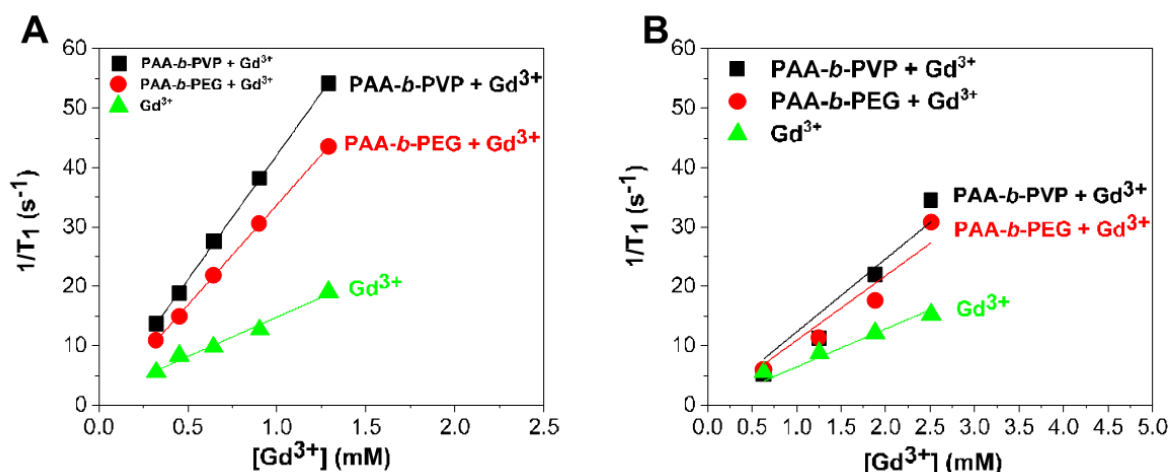 A
60
50
40
30
20
10
0
1/T₁ (s⁻¹)
PAA-b-PVP + Gd³⁺
PAA-b-PEG + Gd³⁺
Gd³⁺
PAA-b-PVP + Gd³⁺
PAA-b-PEG + Gd³⁺
Gd³⁺
0.0 0.5 1.0 1.5 2.0 2.5
[Gd³⁺] (mM)
B
60
50
40
30
20
10
0
1/T₁ (s⁻¹)
PAA-b-PVP + Gd³⁺
PAA-b-PEG + Gd³⁺
Gd³⁺
PAA-b-PVP + Gd³⁺
PAA-b-PEG + Gd³⁺
Gd³⁺
0.0 0.5 1.0 1.5 2.0 2.5 3.0 3.5 4.0 4.5 5.0
[Gd³⁺] (mM)